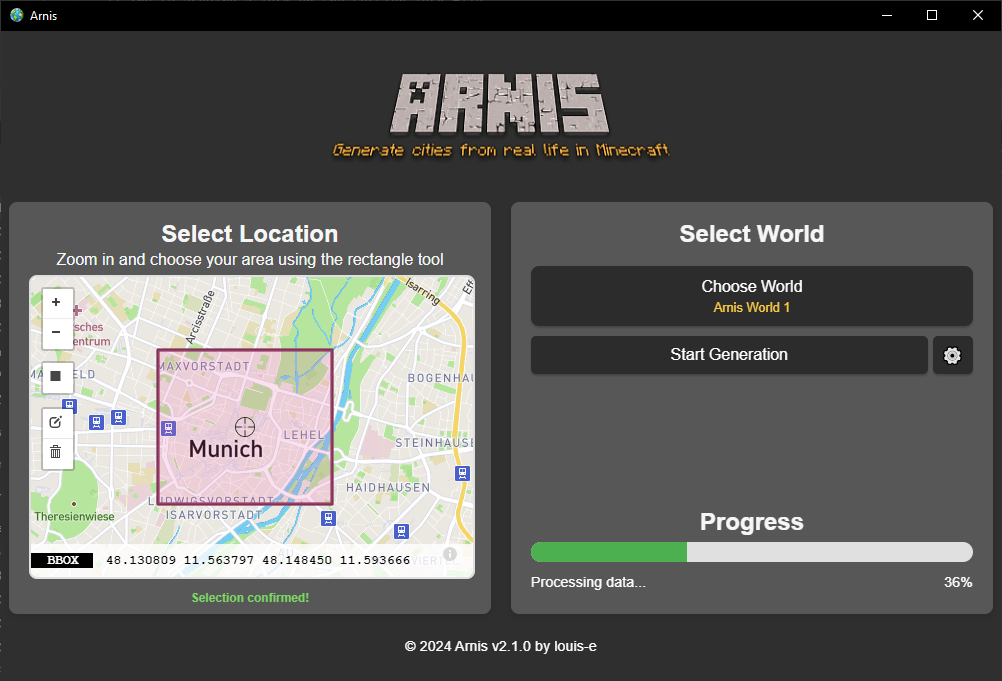 Arnis
ARNIS
Generate cities from real life in Minecraft
Select Location
Zoom in and choose your area using the rectangle tool
+
−
Arcisstraße
Isarring
MAXVORSTADT
BOGENHAU
LEHEL
Munich
STEINHAUSE
HAIDHAUSEN
LUDWIGSVORSTADT
ISARVORSTADT
Theresienwiese
BBOX 48.130809 11.563797 48.148450 11.593666
Selection confirmed!
Select World
Choose World
Arnis World 1
Start Generation
Progress
Processing data...
36%
© 2024 Arnis v2.1.0 by louis-e